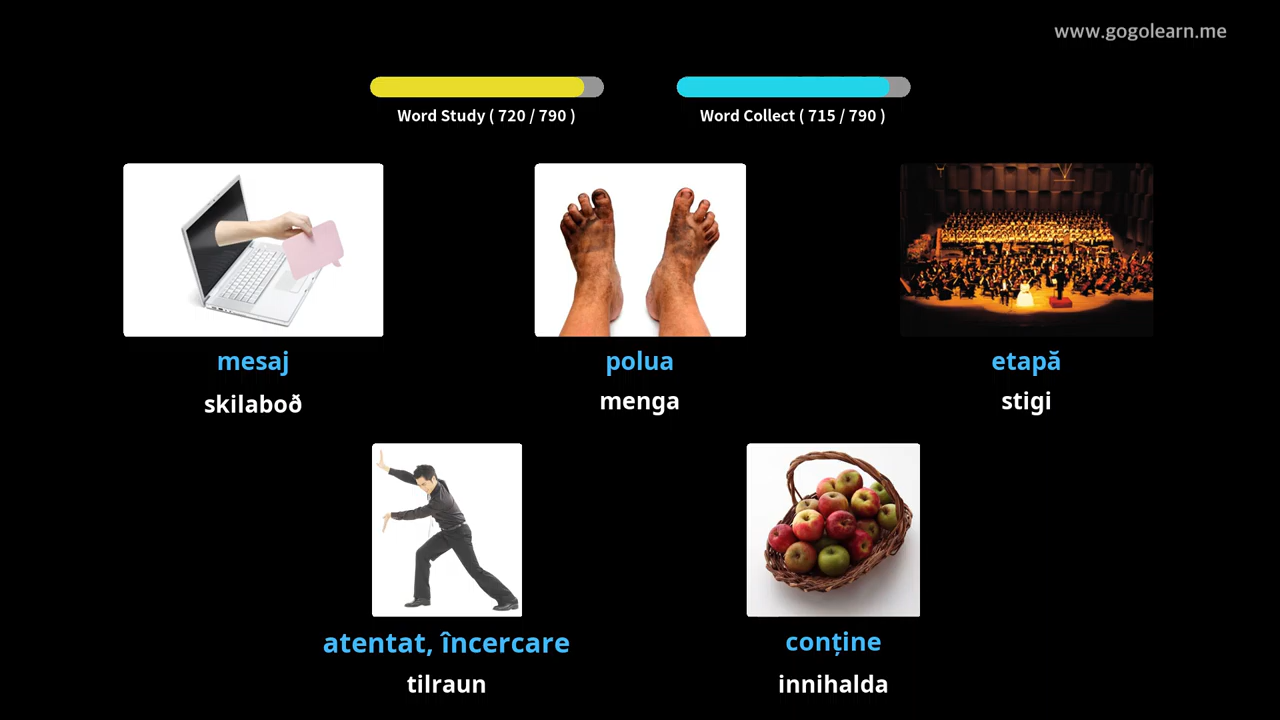 www.gogolearn.me
Word Study ( 720 / 790 )
Word Collect ( 715 / 790 )
mesaj
skilaboð
polua
menga
etapă
stigi
atentat, încercare
tilraun
conține
innihalda